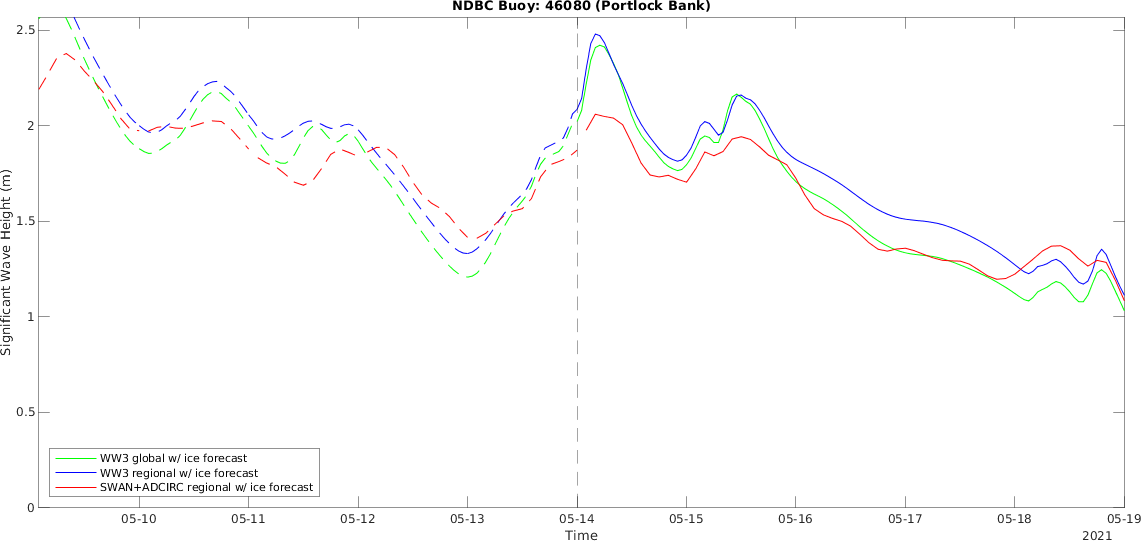 NDBC Buoy: 46080 (Portlock Bank)
2.5
2
1.5
1
0.5
0
Significant Wave Height (m)
WW3 global w/ ice forecast
WW3 regional w/ ice forecast
SWAN+ADCIRC regional w/ ice forecast
05-10 05-11 05-12 05-13 05-14 05-15 05-16 05-17 05-18 05-19
Time
2021